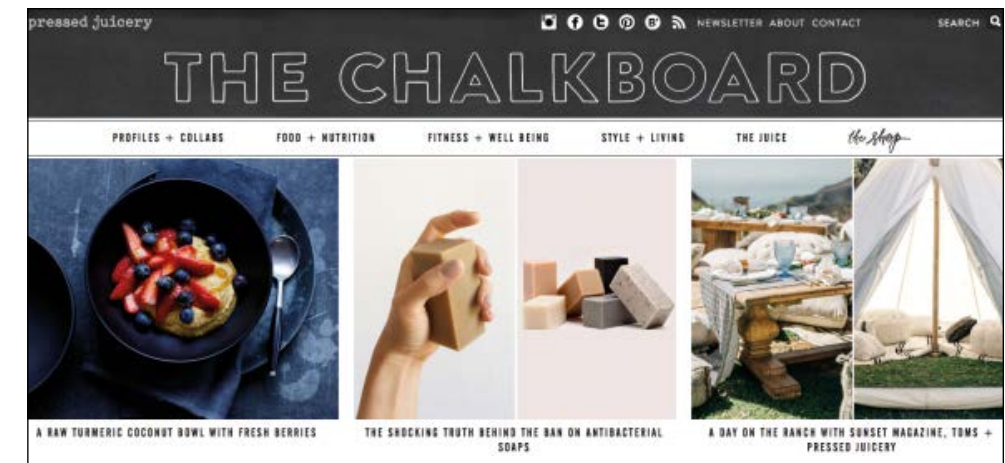 pressed juicery
NEWSLETTER ABOUT CONTACT
SEARCH
THE CHALKBOARD
PROFILES + COLLABS
FOOD + NUTRITION
FITNESS + WELL BEING
STYLE + LIVING
THE JUICE
the shop
A RAW TURMERIC COCONUT BOWL WITH FRESH BERRIES
THE SHOCKING TRUTH BEHIND THE BAN ON ANTIBACTERIAL
SOAPS
A DAY ON THE RANCH WITH SUNSET MAGAZINE, TOMS +
PRESSED JUICERY